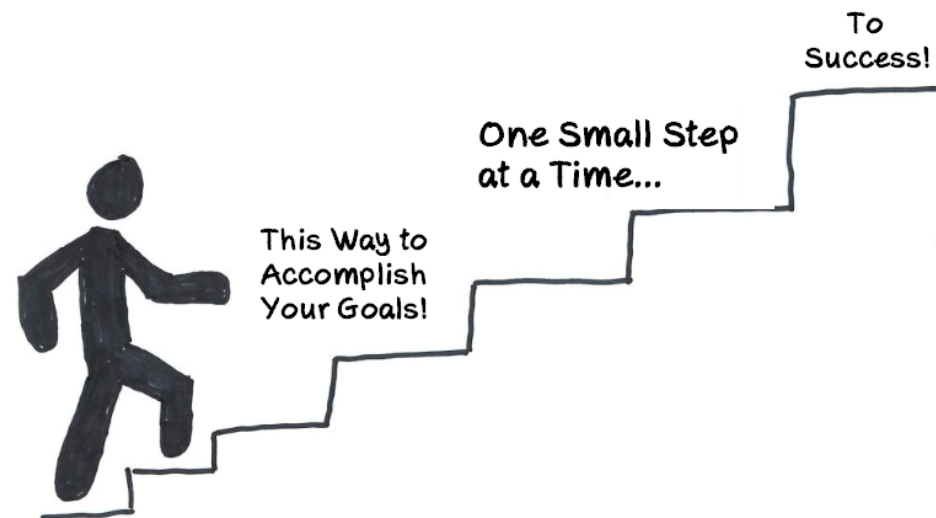 This Way to
Accomplish
Your Goals!
One Small Step
at a Time...
To
Success!